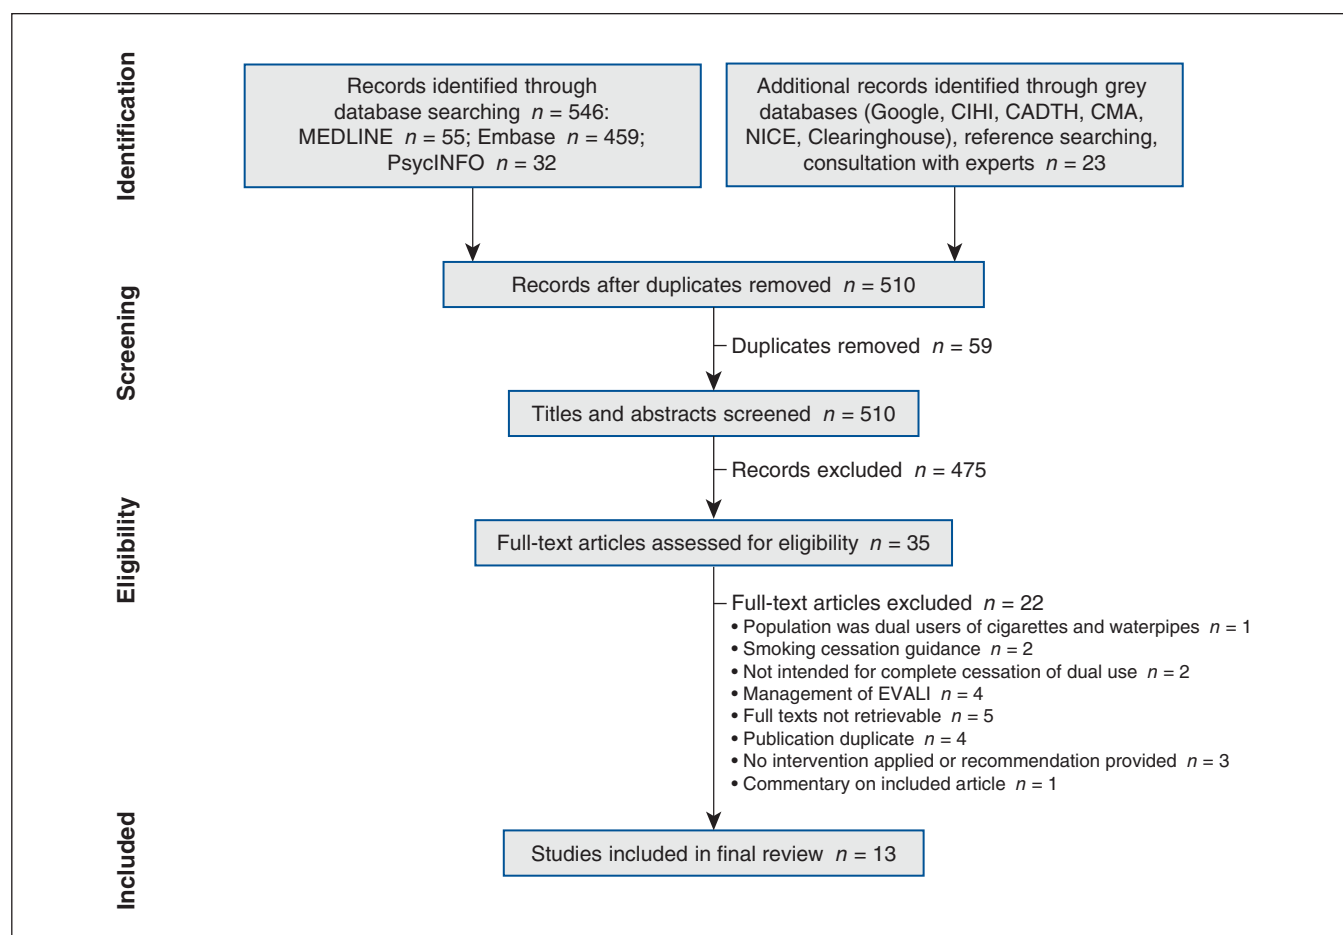 Identification
Records identified through
database searching n = 546:
MEDLINE n = 55; Embase n = 459;
PsycINFO n = 32
Additional records identified through grey
databases (Google, CIHI, CADTH, CMA,
NICE, Clearinghouse), reference searching,
consultation with experts n = 23
Screening
Records after duplicates removed n = 510
Duplicates removed n = 59
Titles and abstracts screened n = 510
Records excluded n = 475
Eligibility
Full-text articles assessed for eligibility n = 35
Full-text articles excluded n = 22
• Population was dual users of cigarettes and waterpipes n = 1
• Smoking cessation guidance n = 2
• Not intended for complete cessation of dual use n = 2
• Management of EVALI n = 4
• Full texts not retrievable n = 5
• Publication duplicate n = 4
• No intervention applied or recommendation provided n = 3
• Commentary on included article n = 1
Included
Studies included in final review n = 13